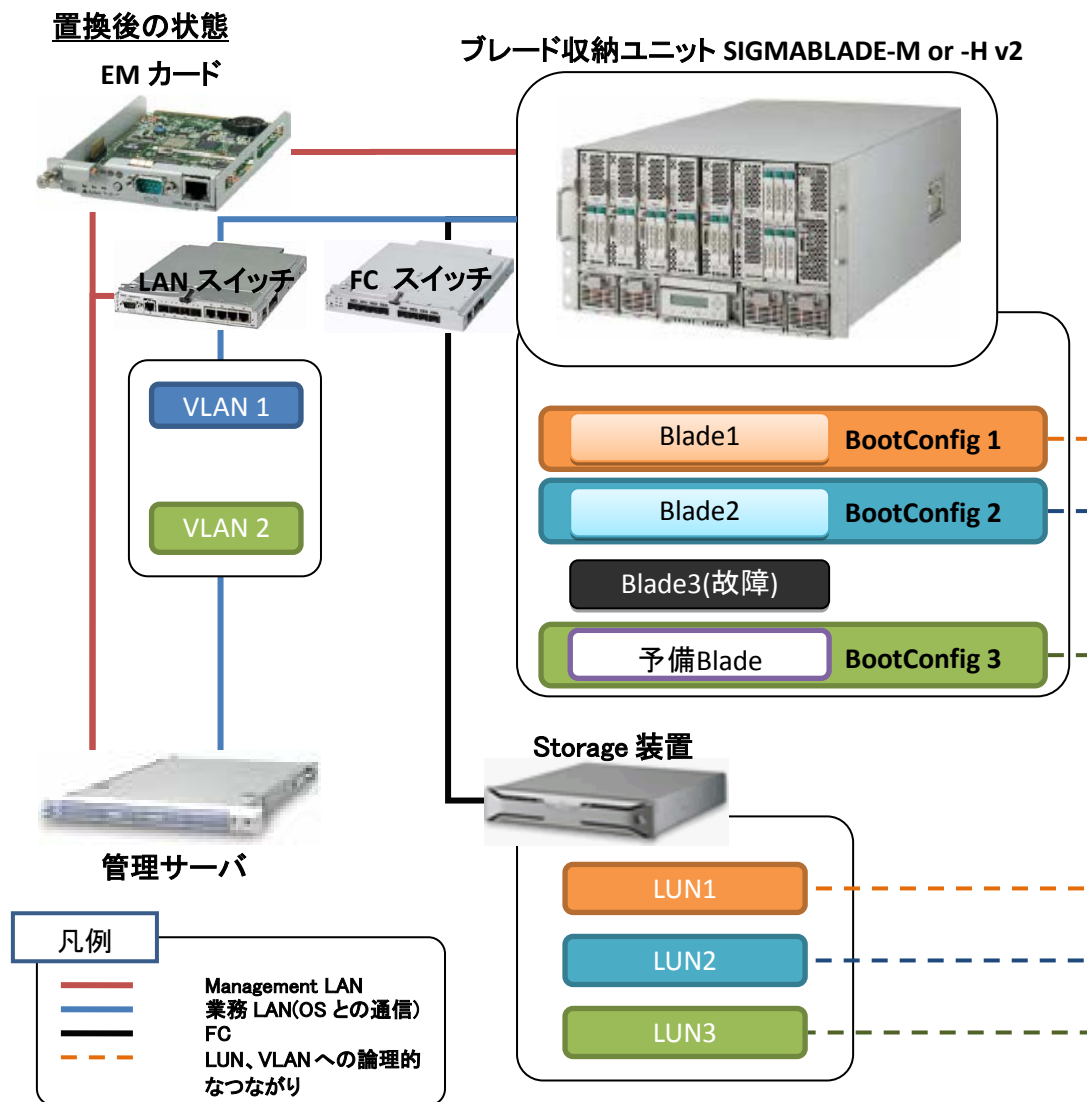 置換後の状態
EM カード
ブレード収納ユニット SIGMABLADE-M or -H v2
LAN スイッチ
FC スイッチ
VLAN 1
VLAN 2
Blade1
BootConfig 1
Blade2
BootConfig 2
Blade3(故障)
予備Blade
BootConfig 3
Storage 装置
管理サーバ
LUN1
LUN2
LUN3
凡例
Management LAN
業務 LAN(OS との通信)
FC
LUN、VLAN への論理的
なつながり